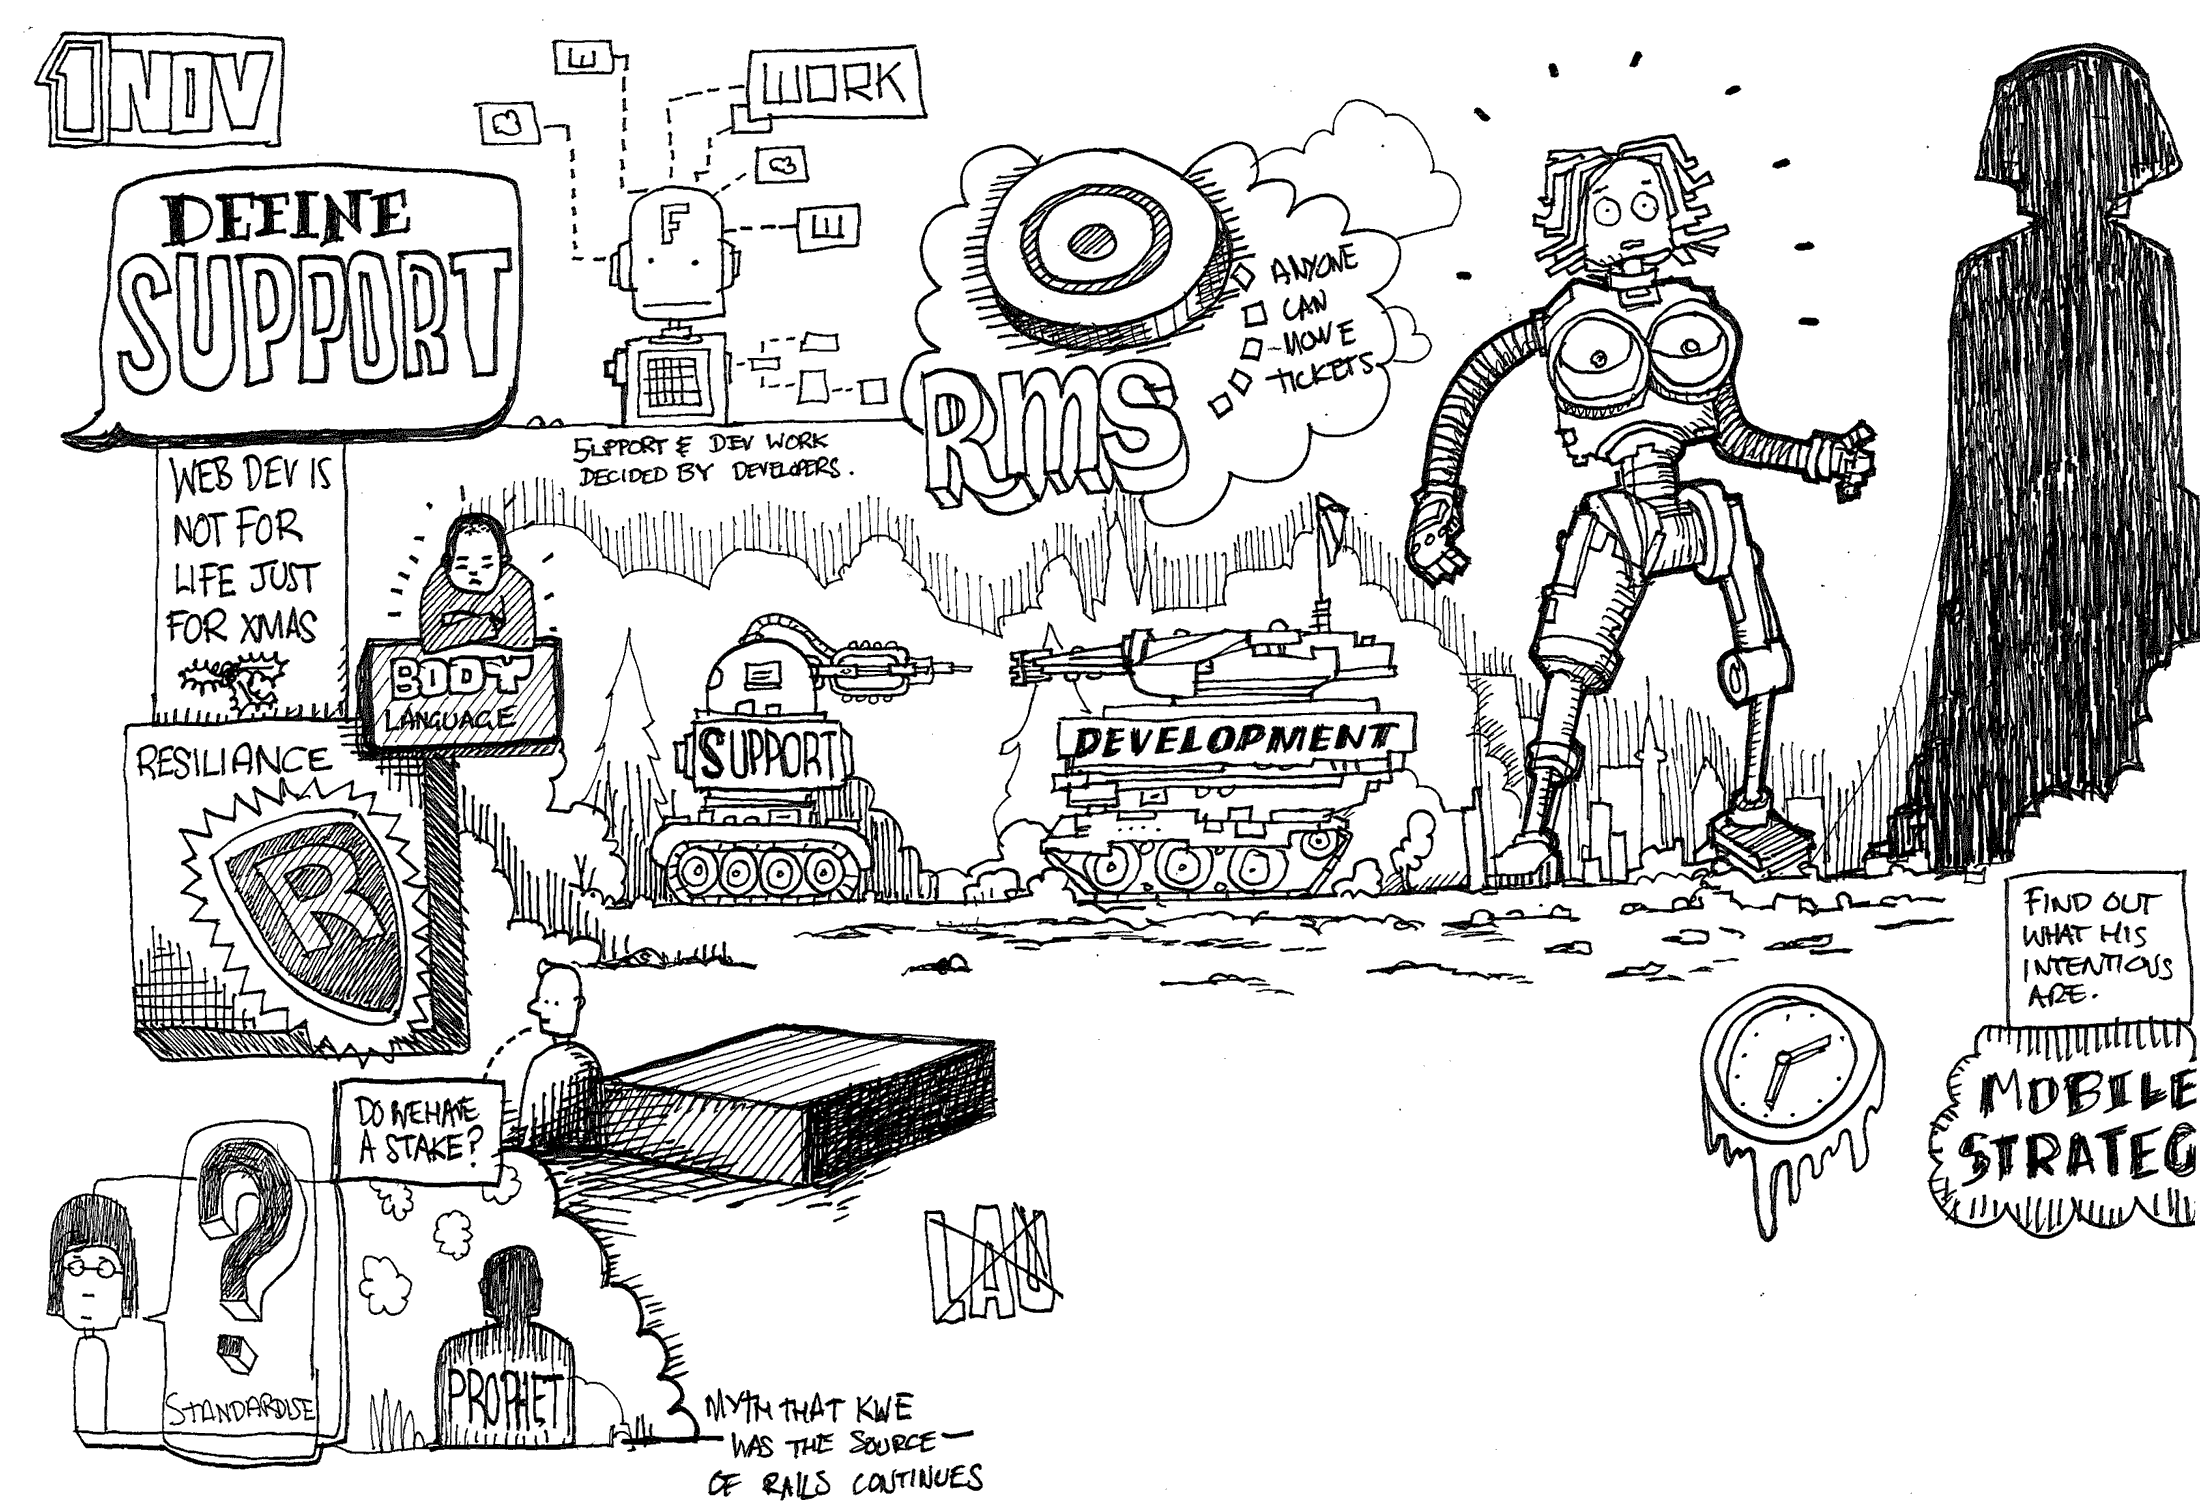 1 NOV
DEFINE
SUPPORT
WEB DEV IS
NOT FOR
LIFE JUST
FOR XMAS
W
WORK
F
SUPPORT & DEV WORK
DECIDED BY DEVELOPERS.
ANYONE
CAN
MOVE
TICKETS
RMS
BODY
LANGUAGE
RESILIANCE
R
SUPPORT
DEVELOPMENT
FIND OUT
WHAT HIS
INTENTIOUS
ARE.
MOBILE
STRATEG
DO WE HAVE
A STAKE?
?
STANDARDISE
PROPHET
LAU
MYTH THAT KWE
WAS THE SOURCE —
OF RAILS CONTINUES